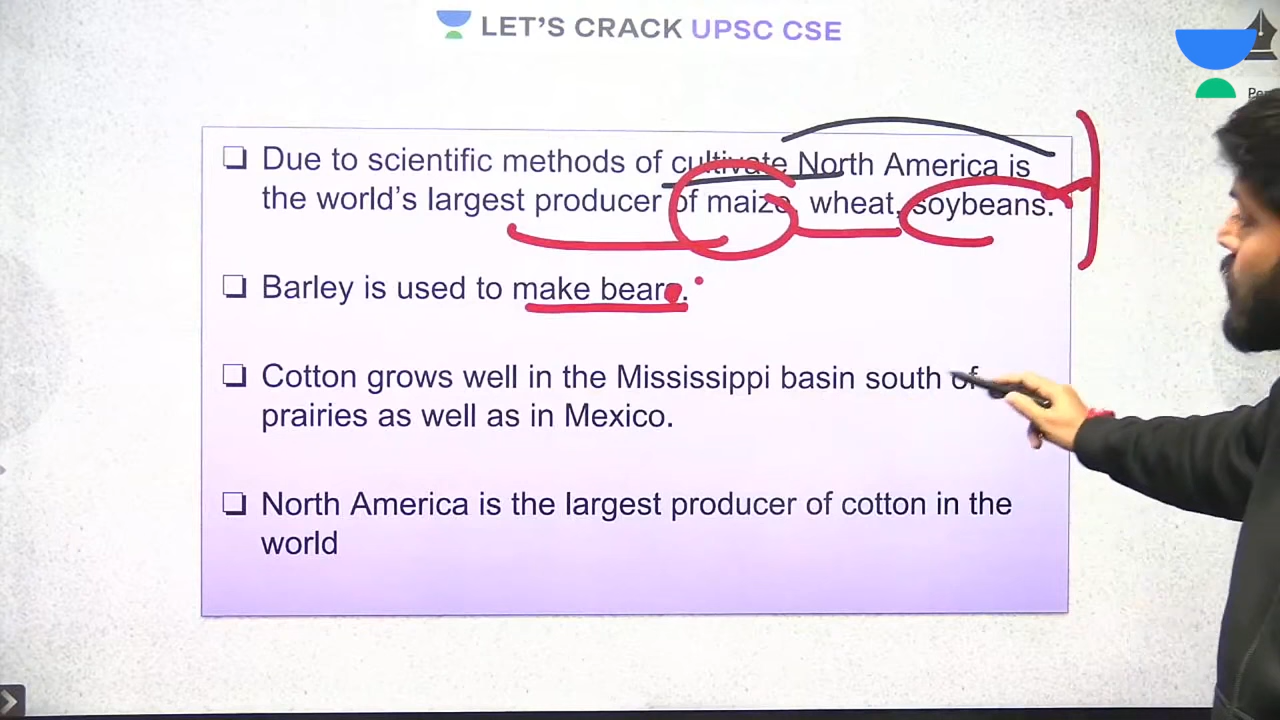 LET'S CRACK UPSC CSE
Due to scientific methods of cultivate North America is
the world's largest producer of maize, wheat, soybeans.
Barley is used to make bear.
Cotton grows well in the Mississippi basin south of
prairies as well as in Mexico.
North America is the largest producer of cotton in the
world